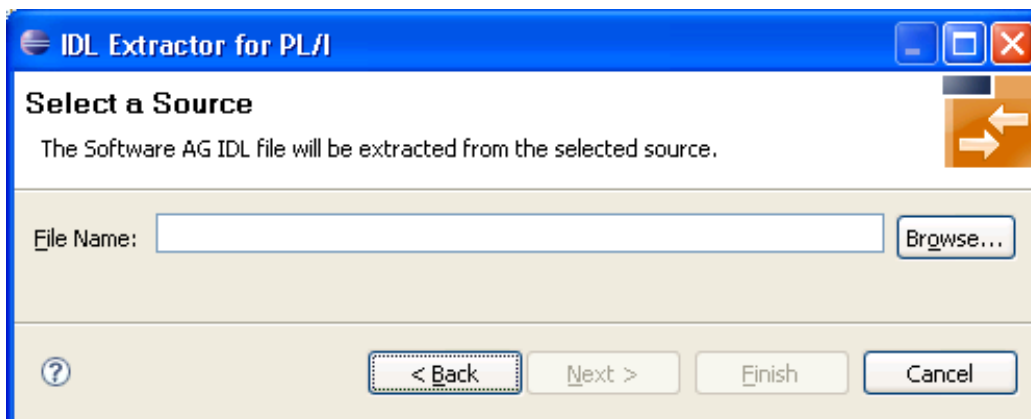 IDL Extractor for PL/I
Select a Source
The Software AG IDL file will be extracted from the selected source.
File Name: Browse...
? < Back Next > Finish Cancel